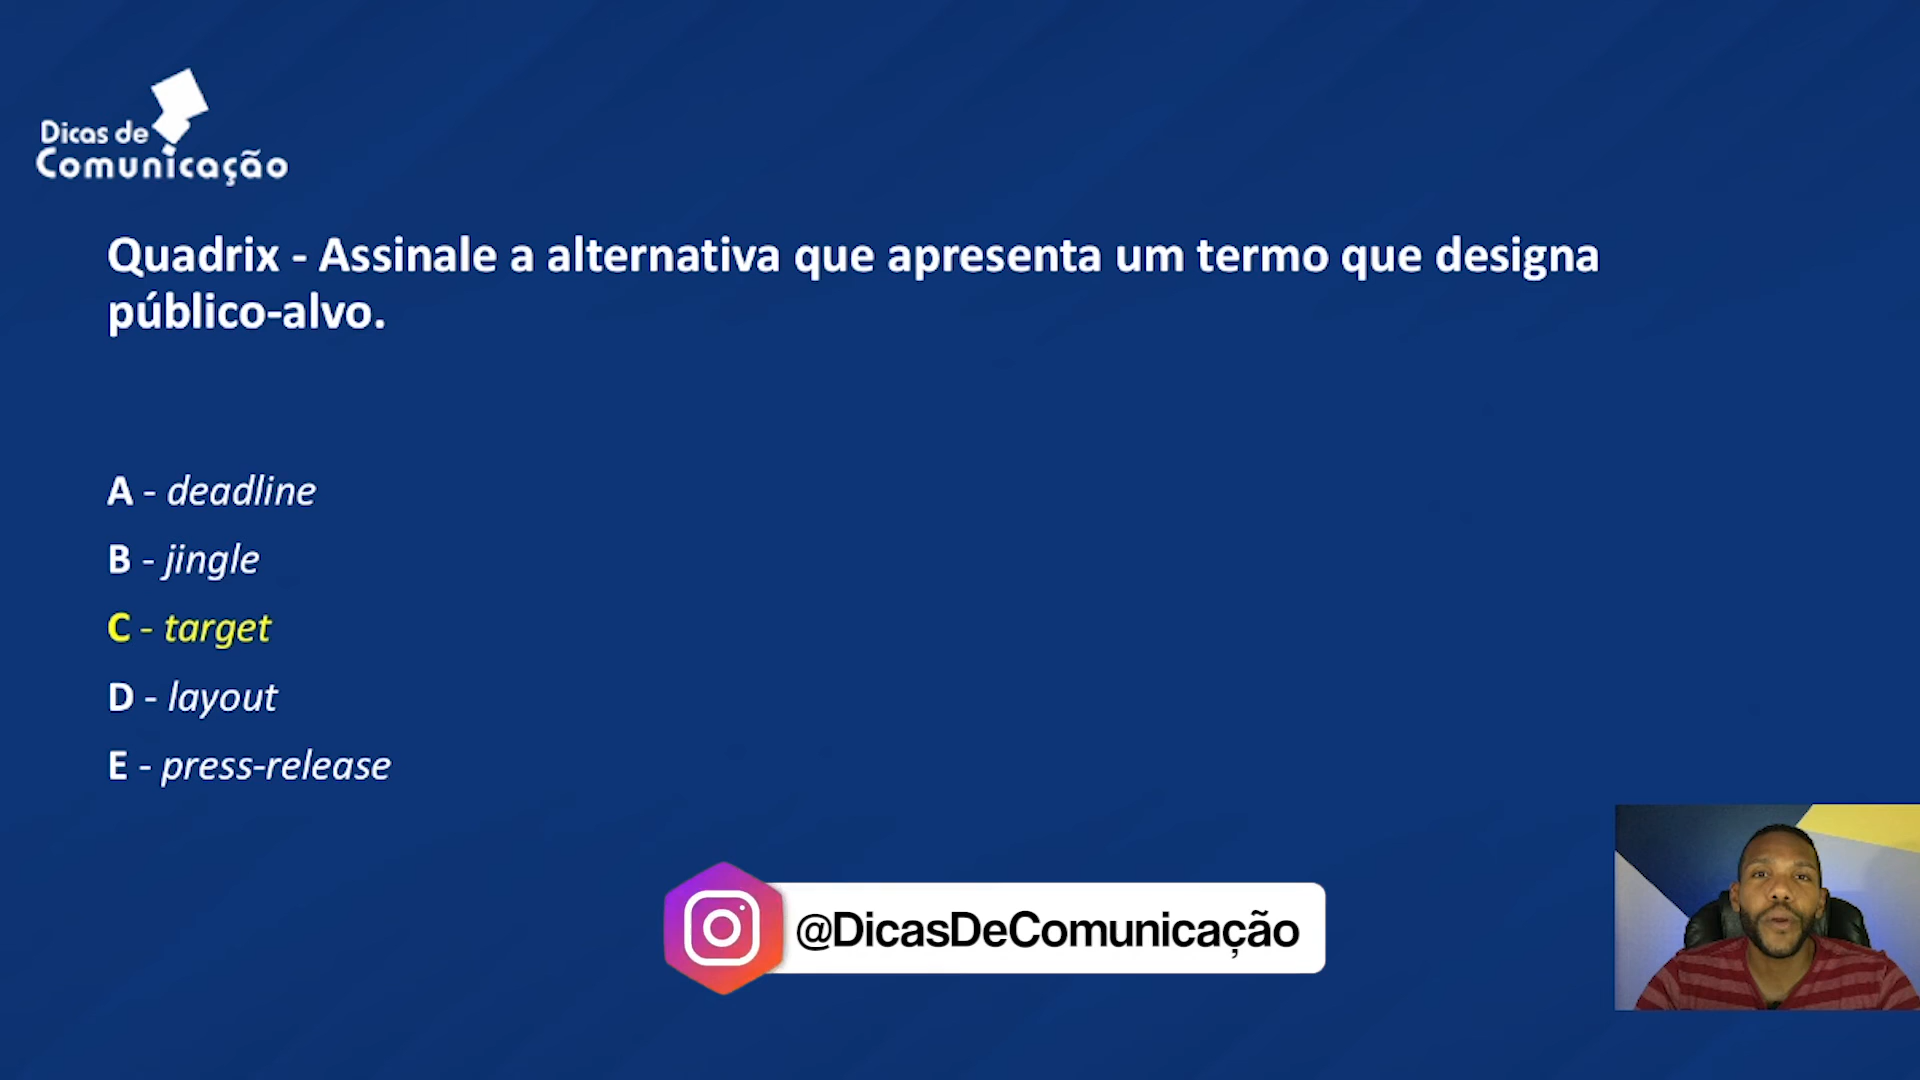 Dicas de
Comunicação
Quadrix - Assinale a alternativa que apresenta um termo que designa
público-alvo.
A - deadline
B - jingle
C - target
D - layout
E - press-release
@DicasDeComunicação